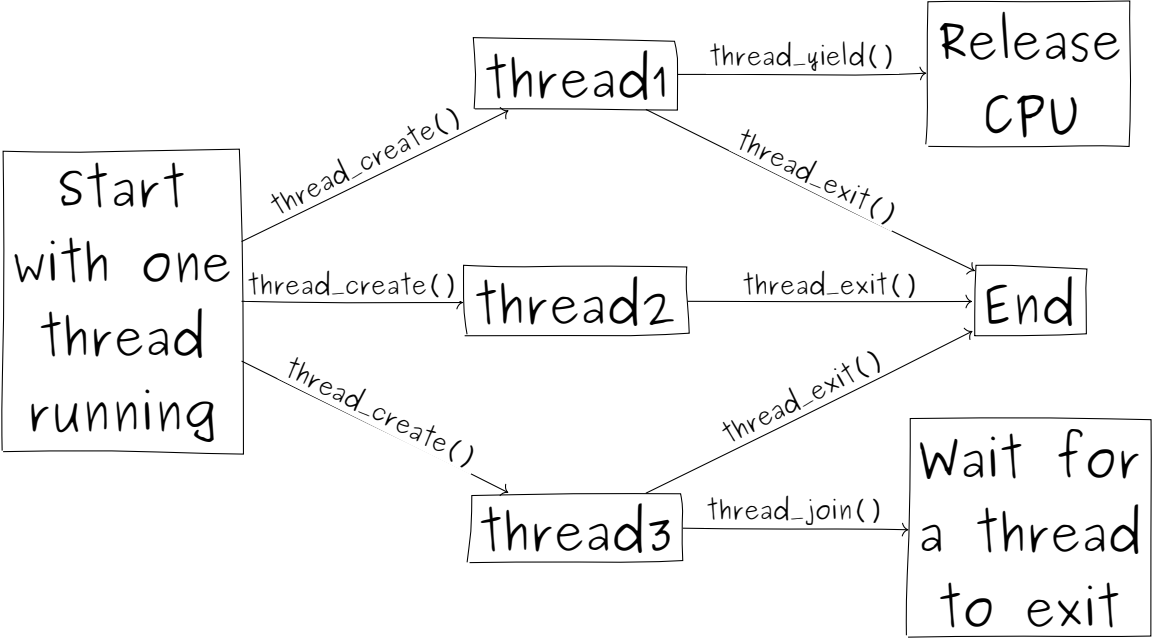 Start
with one
thread
running
thread_create()
thread_create()
thread_create()
thread1
thread2
thread3
thread_yield()
thread_exit()
thread_exit()
thread_exit()
thread_join()
Release
CPU
End
Wait for
a thread
to exit